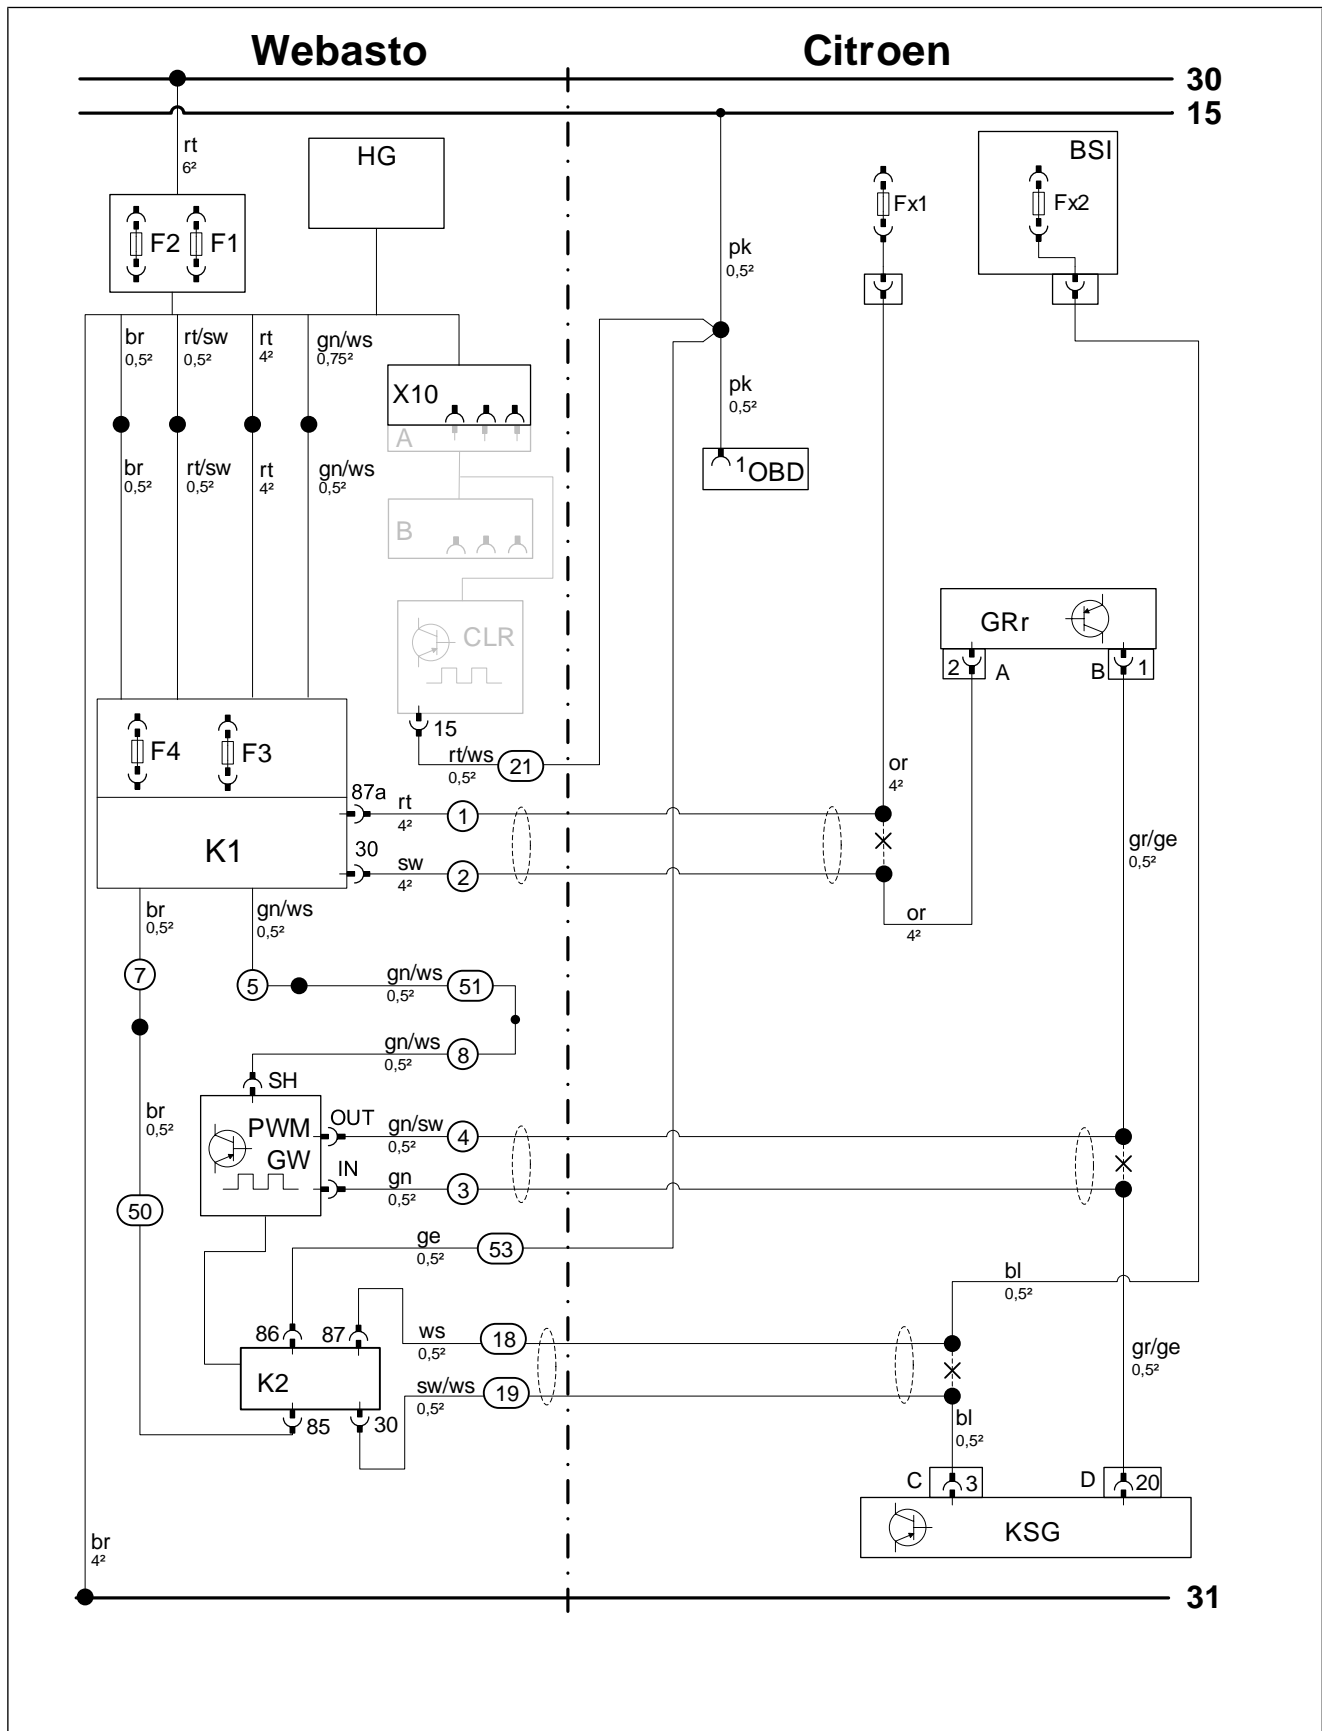 Webasto
Citroen
30
15
rt
6²
HG
BSI
Fx1
Fx2
F2
F1
pk
0,5²
br
0,5²
rt/sw
0,5²
rt
4²
gn/ws
0,75²
X10
A
pk
0,5²
br
0,5²
rt/sw
0,5²
rt
4²
gn/ws
0,5²
1
OBD
B
CLR
GRr
2
A
B
1
15
F4
F3
rt/ws
0,5²
21
or
4²
87a
rt
4²
1
K1
30
sw
4²
2
gr/ge
0,5²
br
0,5²
gn/ws
0,5²
or
4²
7
5
gn/ws
0,5²
51
gn/ws
0,5²
8
SH
br
0,5²
PWM
GW
OUT
gn/sw
0,5²
4
IN
gn
0,5²
3
50
ge
0,5²
53
bl
0,5²
86
87
ws
0,5²
18
gr/ge
0,5²
K2
sw/ws
0,5²
19
85
30
bl
0,5²
C
3
D
20
KSG
br
4²
31